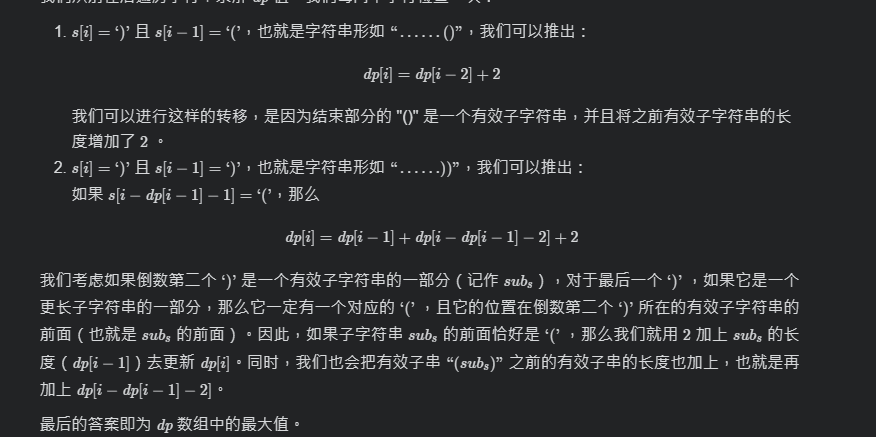 1. s[i] = ‘)’ 且 s[i − 1] = ‘(’，也就是字符串形如 “……()”，我们可以推出：
dp[i] = dp[i − 2] + 2
我们可以进行这样的转移，是因为结束部分的 "()" 是一个有效子字符串，并且将之前有效子字符串的长
度增加了 2 。
2. s[i] = ‘)’ 且 s[i − 1] = ‘)’，也就是字符串形如 “……))”，我们可以推出：
如果 s[i − dp[i − 1] − 1] = ‘(’，那么
dp[i] = dp[i − 1] + dp[i − dp[i − 1] − 2] + 2
我们考虑如果倒数第二个 ‘)’ 是一个有效子字符串的一部分（记作 subₛ），对于最后一个 ‘)’ ，如果它是一个
更长子字符串的一部分，那么它一定有一个对应的 ‘(’ ，且它的位置在倒数第二个 ‘)’ 所在的有效子字符串的
前面（也就是 subₛ 的前面）。因此，如果子字符串 subₛ 的前面恰好是 ‘(’ ，那么我们就用 2 加上 subₛ 的长
度（dp[i − 1]）去更新 dp[i]。同时，我们也会把有效子串 “(subₛ)” 之前的有效子串的长度也加上，也就是再
加上 dp[i − dp[i − 1] − 2]。
最后的答案即为 dp 数组中的最大值。